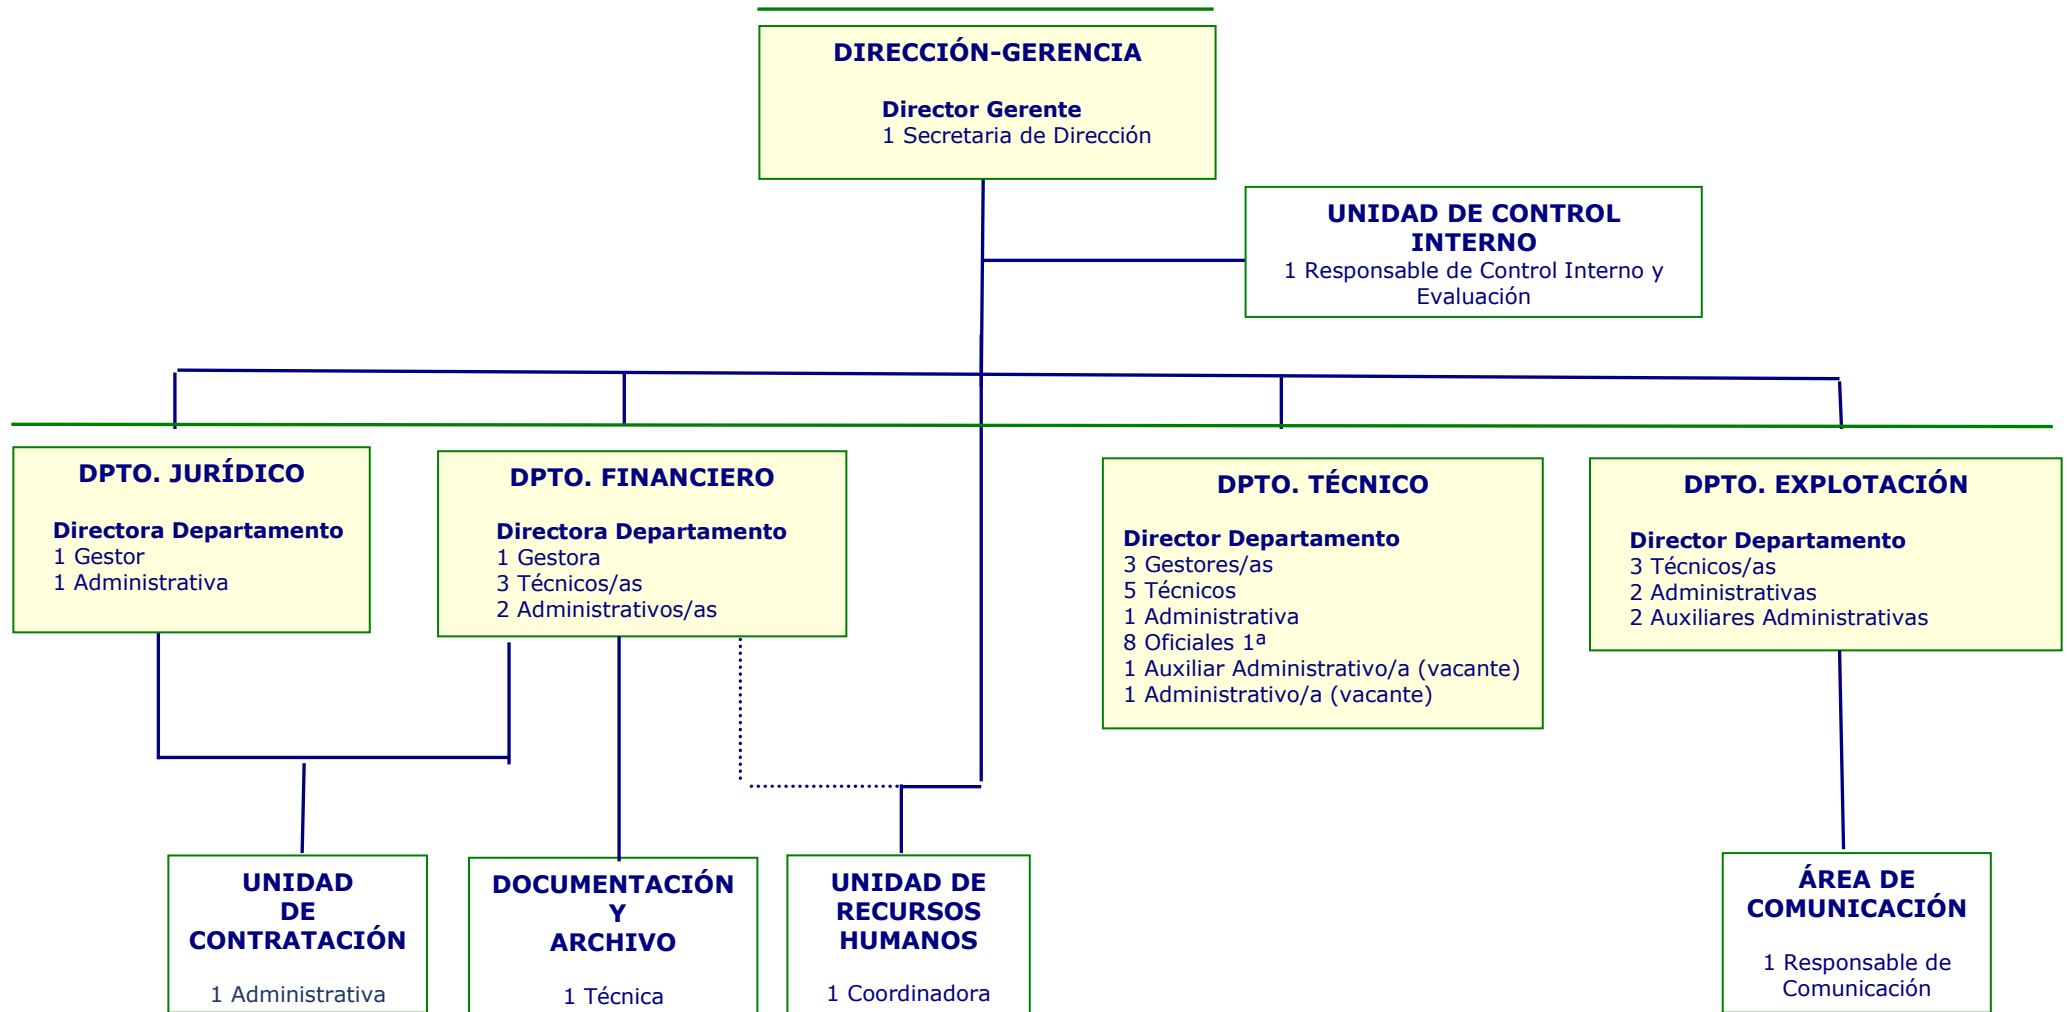 DIRECCIÓN-GERENCIA
Director Gerente
1 Secretaria de Dirección
UNIDAD DE CONTROL
INTERNO
1 Responsable de Control Interno y
Evaluación
DPTO. JURÍDICO
Directora Departamento
1 Gestor
1 Administrativa
DPTO. FINANCIERO
Directora Departamento
1 Gestora
3 Técnicos/as
2 Administrativos/as
DPTO. TÉCNICO
Director Departamento
3 Gestores/as
5 Técnicos
1 Administrativa
8 Oficiales 1ª
1 Auxiliar Administrativo/a (vacante)
1 Administrativo/a (vacante)
DPTO. EXPLOTACIÓN
Director Departamento
3 Técnicos/as
2 Administrativas
2 Auxiliares Administrativas
UNIDAD
DE
CONTRATACIÓN
1 Administrativa
DOCUMENTACIÓN
Y
ARCHIVO
1 Técnica
UNIDAD DE
RECURSOS
HUMANOS
1 Coordinadora
ÁREA DE
COMUNICACIÓN
1 Responsable de
Comunicación